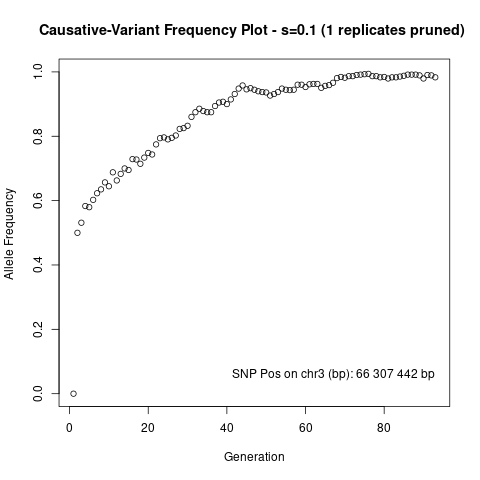 Causative-Variant Frequency Plot - s=0.1 (1 replicates pruned)
1.0
0.8
0.6
0.4
0.2
0.0
Allele Frequency
SNP Pos on chr3 (bp): 66 307 442 bp
0 20 40 60 80
Generation